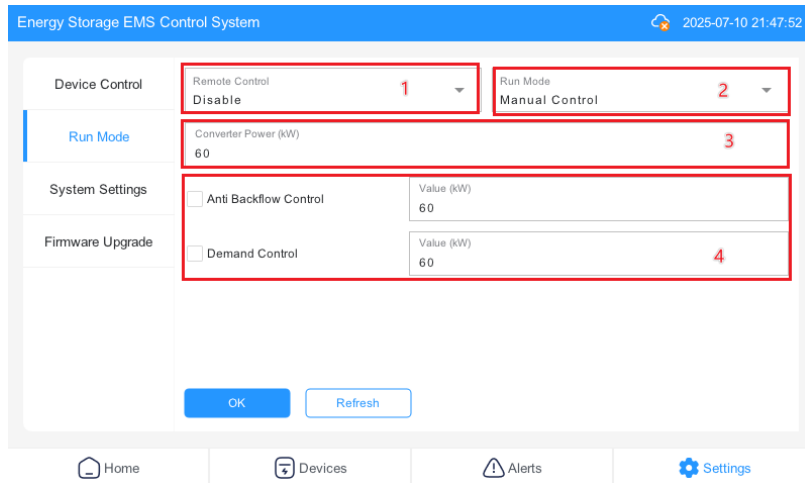 Energy Storage EMS Control System
2025-07-10 21:47:52
Device Control
Run Mode
System Settings
Firmware Upgrade
Remote Control
Disable
1
Run Mode
Manual Control
2
Converter Power (kW)
60
3
Anti Backflow Control
Value (kW)
60
Demand Control
Value (kW)
60
4
OK
Refresh
Home
Devices
Alerts
Settings